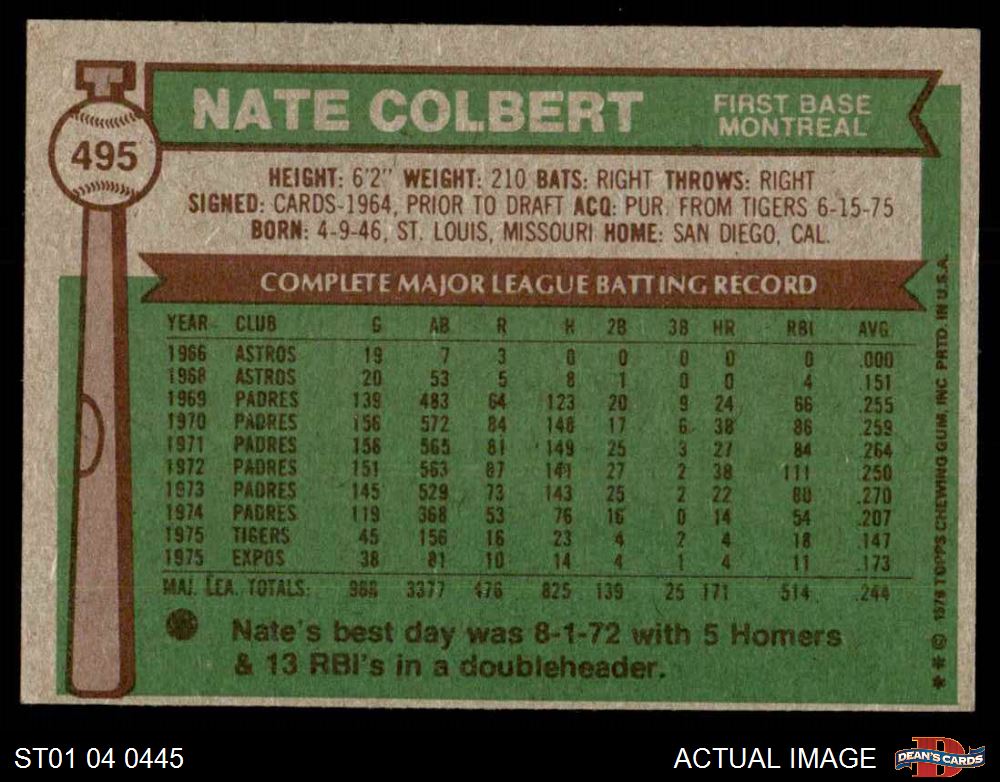 T
495
NATE COLBERT
FIRST BASE
MONTREAL
HEIGHT: 6'2" WEIGHT: 210 BATS: RIGHT THROWS: RIGHT
SIGNED: CARDS-1964, PRIOR TO DRAFT ACQ: PUR. FROM TIGERS 6-15-75
BORN: 4-9-46, ST. LOUIS, MISSOURI HOME: SAN DIEGO, CAL.
COMPLETE MAJOR LEAGUE BATTING RECORD
YEAR CLUB G AB R H 2B 3B HR RBI AVG.
1966 ASTROS 19 7 3 0 0 0 0 0 .000
1968 ASTROS 20 53 5 8 1 0 0 4 .151
1969 PADRES 139 483 64 123 20 9 24 66 .255
1970 PADRES 156 572 84 148 17 6 38 86 .259
1971 PADRES 156 565 81 149 25 3 27 84 .264
1972 PADRES 151 563 87 141 27 2 38 111 .250
1973 PADRES 145 529 73 143 25 2 22 80 .270
1974 PADRES 119 368 53 76 16 0 14 54 .207
1975 TIGERS 45 156 16 23 4 2 4 18 .147
1975 EXPOS 38 81 10 14 4 1 4 11 .173
MAJ. LEA. TOTALS: 988 3377 476 825 139 25 171 514 .244
Nate's best day was 8-1-72 with 5 Homers
& 13 RBI's in a doubleheader.
** © 1976 TOPPS CHEWING GUM, INC. PRTD. IN U.S.A.
ST01 04 0445
ACTUAL IMAGE
D
DEAN'S CARDS